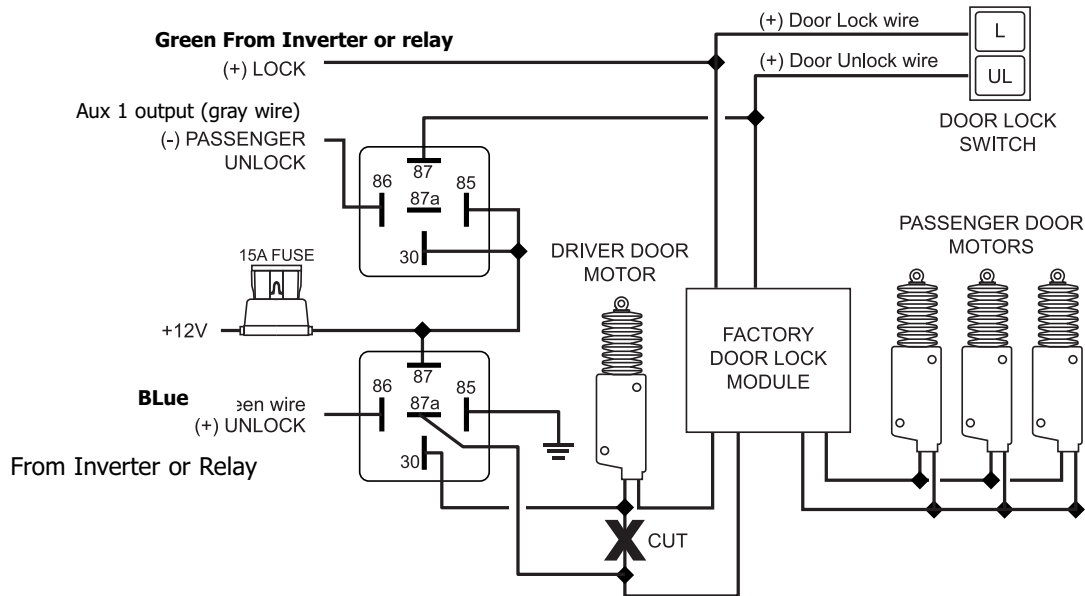 Green From Inverter or relay
(+) LOCK
(+) Door Lock wire
L
(+) Door Unlock wire
UL
DOOR LOCK
SWITCH
Aux 1 output (gray wire)
(-) PASSENGER
UNLOCK
87
86
87a
85
30
15A FUSE
+12V
DRIVER DOOR
MOTOR
PASSENGER DOOR
MOTORS
FACTORY
DOOR LOCK
MODULE
87
86
87a
85
30
BLue
een wire
(+) UNLOCK
From Inverter or Relay
X CUT